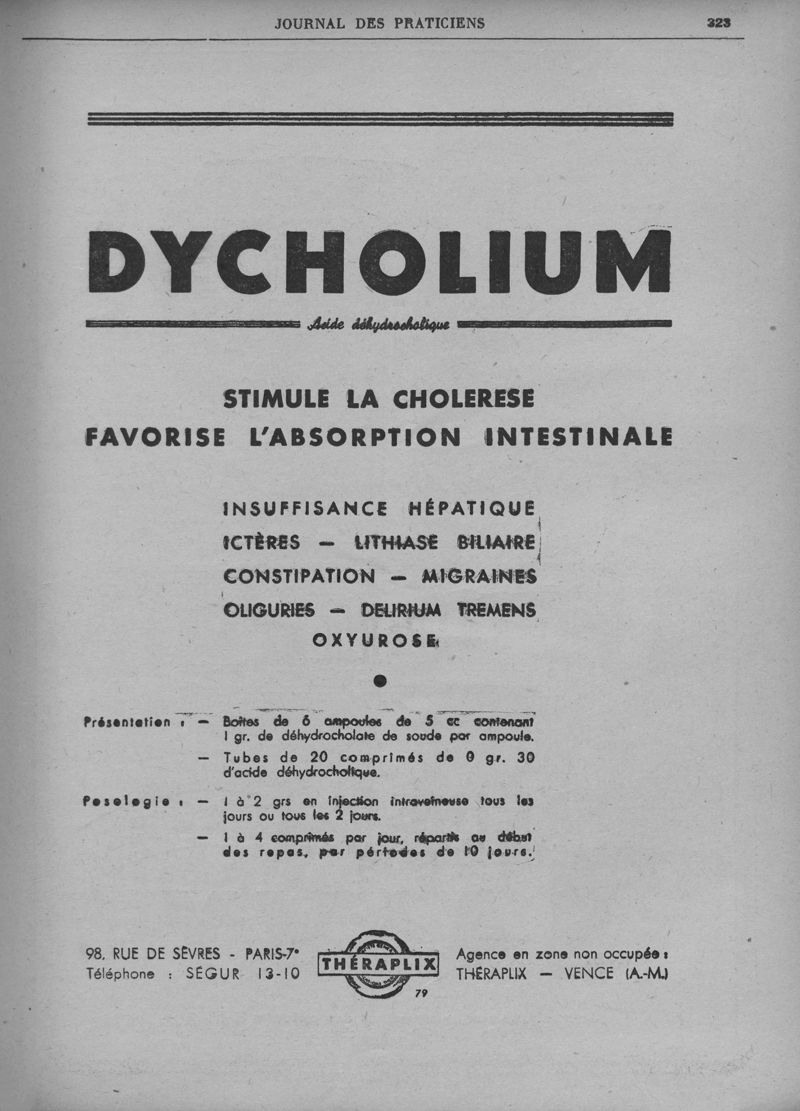 JOURNAL DES PRATICIENS 323
DYCHOLIUM
Acide déhydrocholique
STIMULE LA CHOLERESE
FAVORISE L'ABSORPTION INTESTINALE
INSUFFISANCE HÉPATIQUE
ICTÈRES — LITHIASE BILIAIRE
CONSTIPATION — MIGRAINES
OLIGURIES — DELIRIUM TREMENS
OXYUROSE
Présentation : — Boîtes de 6 ampoules de 5 cc contenant
1 gr. de déhydrocholate de soude par ampoule.
— Tubes de 20 comprimés de 0 gr. 30
d'acide déhydrocholique.
Posologie : — 1 à 2 grs en injection intraveineuse tous les
jours ou tous les 2 jours.
— 1 à 4 comprimés par jour, répartis au début
des repas, par périodes de 10 jours.
98, RUE DE SÈVRES - PARIS-7e
Téléphone : SÉGUR 13-10
THÉRAPLIX
79
Agence en zone non occupée :
THÉRAPLIX — VENCE (A.-M.)